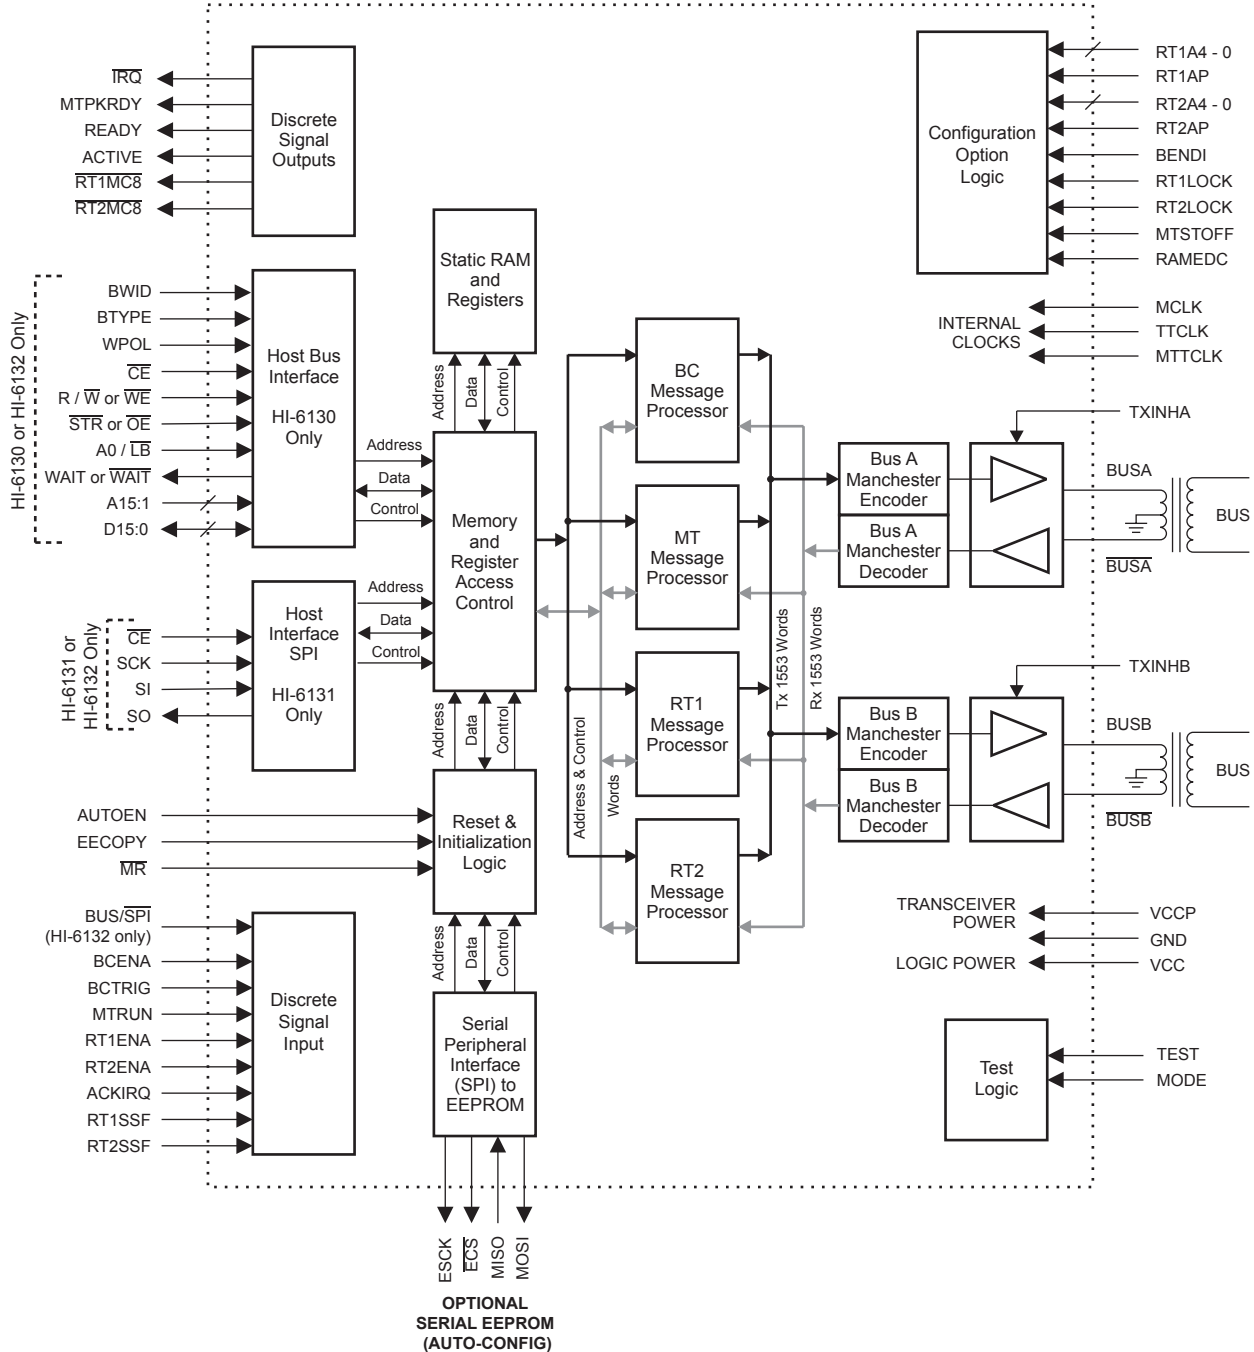 IRQ
MTPKRDY
READY
ACTIVE
RT1MC8
RT2MC8
Discrete
Signal
Outputs
Configuration
Option
Logic
RT1A4 - 0
RT1AP
RT2A4 - 0
RT2AP
BENDI
RT1LOCK
RT2LOCK
MTSTOFF
RAMEDC
INTERNAL
CLOCKS
MCLK
TTCLK
MTTCLK
HI-6130 or HI-6132 Only
BWID
BTYPE
WPOL
CE
R / W or WE
STR or OE
A0 / LB
WAIT or WAIT
A15:1
D15:0
Host Bus
Interface
HI-6130
Only
Static RAM
and
Registers
Address
Data
Control
Address
Data
Control
Memory
and
Register
Access
Control
HI-6131 or
HI-6132 Only
CE
SCK
SI
SO
Host
Interface
SPI
HI-6131
Only
Address
Data
Control
Address
Data
Control
AUTOEN
EECOPY
MR
Reset &
Initialization
Logic
Address
Data
Control
BUS/SPI
(HI-6132 only)
BCENA
BCTRIG
MTRUN
RT1ENA
RT2ENA
ACKIRQ
RT1SSF
RT2SSF
Discrete
Signal
Input
Serial
Peripheral
Interface
(SPI) to
EEPROM
ESCK
ECS
MISO
MOSI
OPTIONAL
SERIAL EEPROM
(AUTO-CONFIG)
BC
Message
Processor
MT
Message
Processor
RT1
Message
Processor
RT2
Message
Processor
Address & Control
Words
Tx 1553 Words
Rx 1553 Words
Bus A
Manchester
Encoder
Bus A
Manchester
Decoder
TXINHA
BUSA
BUSA
BUS
Bus B
Manchester
Encoder
Bus B
Manchester
Decoder
TXINHB
BUSB
BUSB
BUS
TRANSCEIVER
POWER
LOGIC POWER
VCCP
GND
VCC
Test
Logic
TEST
MODE